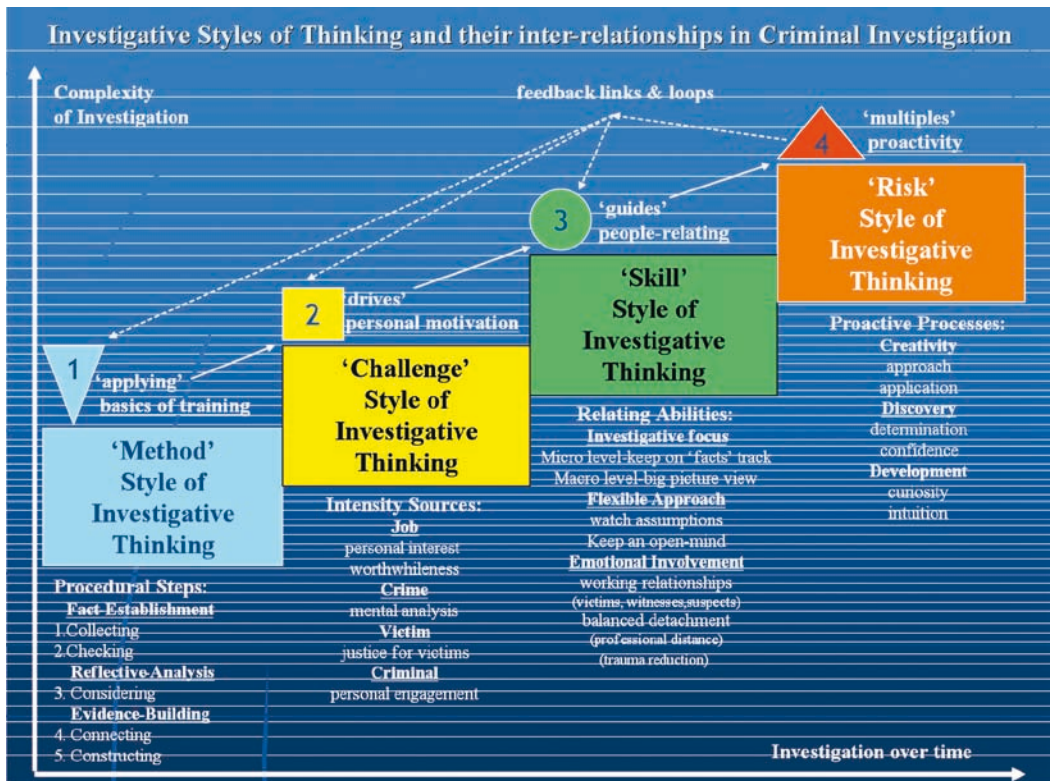 Investigative Styles of Thinking and their inter-relationships in Criminal Investigation
Complexity
of Investigation
feedback links & loops
1
'applying'
basics of training
'Method'
Style of
Investigative
Thinking
Procedural Steps:
Fact-Establishment
1.Collecting
2.Checking
Reflective-Analysis
3. Considering
Evidence-Building
4. Connecting
5. Constructing
2
'drives'
personal motivation
'Challenge'
Style of
Investigative
Thinking
Intensity Sources:
Job
personal interest
worthwhileness
Crime
mental analysis
Victim
justice for victims
Criminal
personal engagement
3
'guides'
people-relating
'Skill'
Style of
Investigative
Thinking
Relating Abilities:
Investigative focus
Micro level-keep on 'facts' track
Macro level-big picture view
Flexible Approach
watch assumptions
Keep an open-mind
Emotional Involvement
working relationships
(victims, witnesses,suspects)
balanced detachment
(professional distance)
(trauma reduction)
4
'multiples'
proactivity
'Risk'
Style of
Investigative
Thinking
Proactive Processes:
Creativity
approach
application
Discovery
determination
confidence
Development
curiosity
intuition
Investigation over time